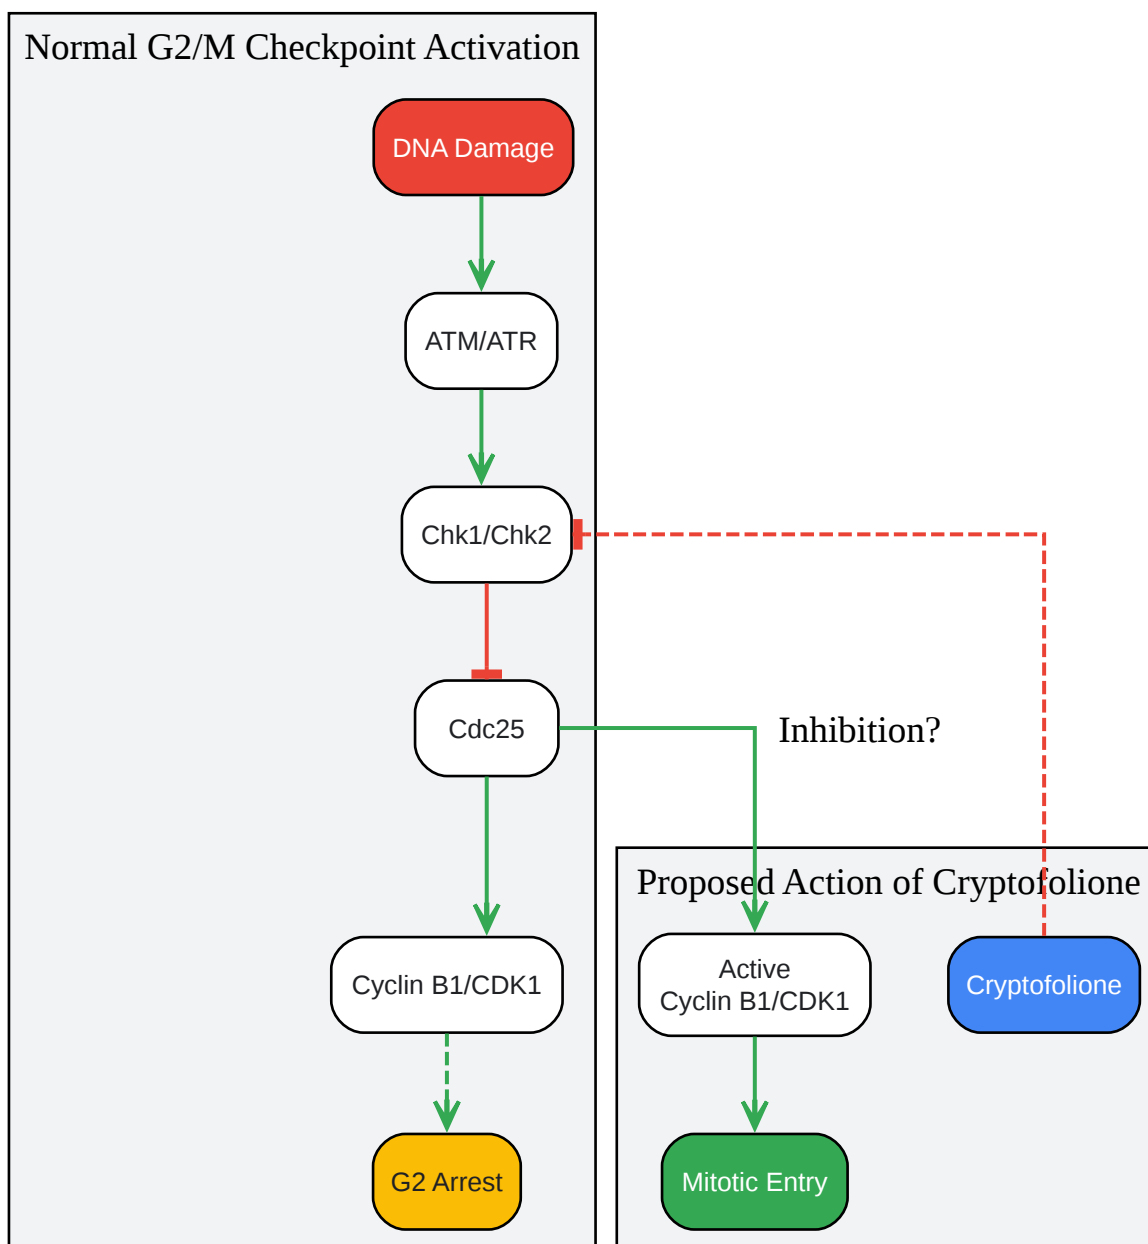 Normal G2/M Checkpoint Activation
DNA Damage
ATM/ATR
Chk1/Chk2
Cdc25
Inhibition?
Cyclin B1/CDK1
G2 Arrest
Proposed Action of Cryptofolione
Active
Cyclin B1/CDK1
Cryptofolione
Mitotic Entry